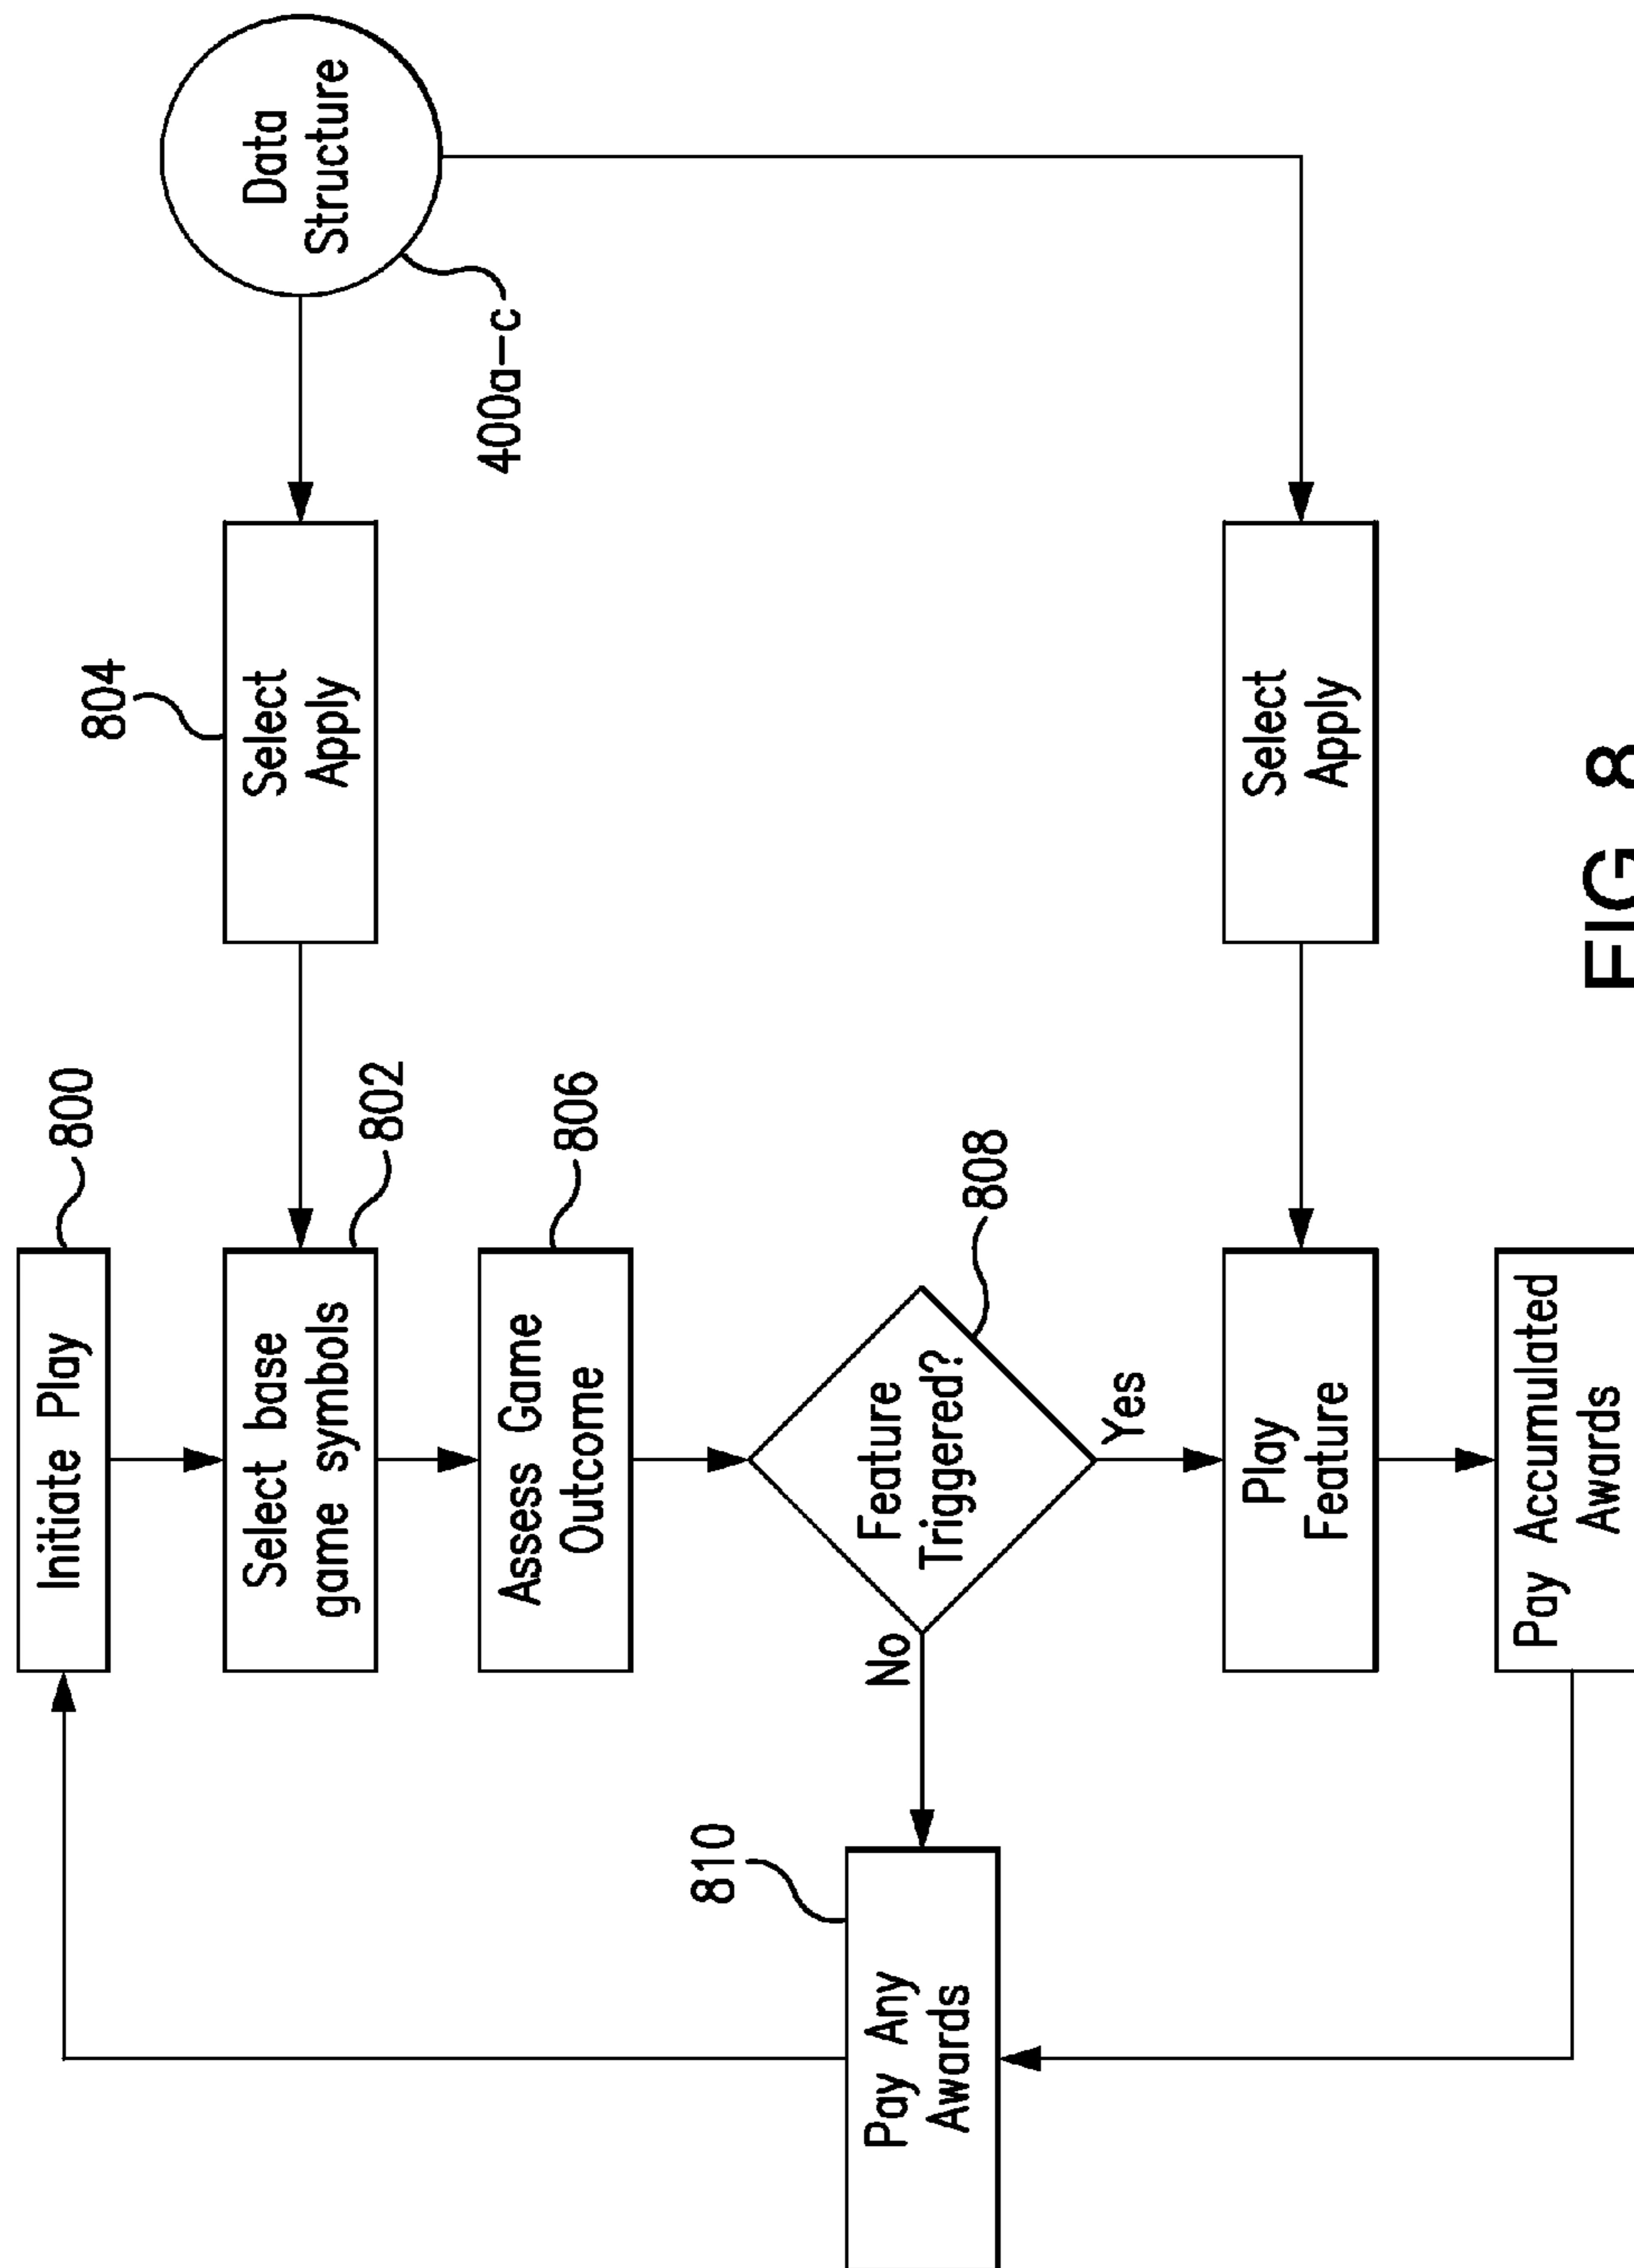 Initiate Play
800
Select base
game symbols
802
Select
Apply
804
Data
Structure
400a-c
Assess Game
Outcome
806
Feature
Triggered?
808
No
Yes
Pay Any
Awards
810
Play
Feature
Select
Apply
Pay Accumulated
Awards
FIG. 8